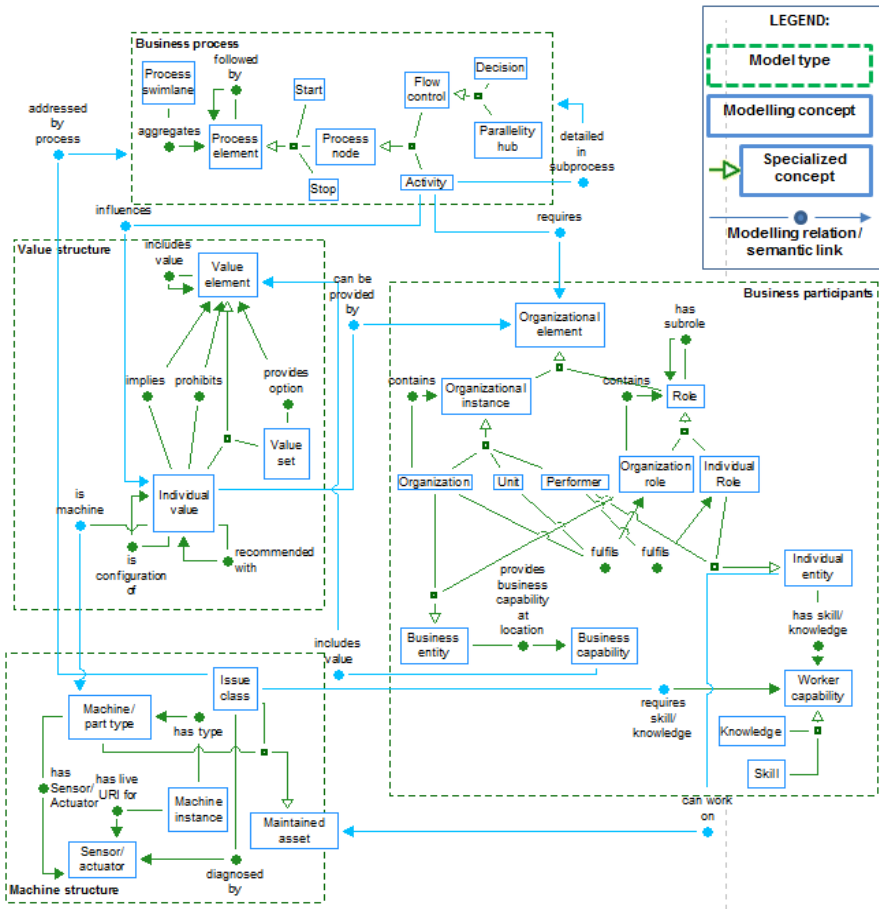 LEGEND:
Model type
Modelling concept
Specialized
concept
Modelling relation/
semantic link
Business process
Process
swimlane
followed
by
Start
Flow
control
Decision
addressed
by
process
aggregates
Process
element
Process
node
Parallelity
hub
detailed
in
subprocess
Stop
Activity
influences
requires
Value structure
includes
value
Value
element
can be
provided
by
implies
prohibits
provides
option
Value
set
is
machine
Individual
value
is
configuration
of
recommended
with
Business participants
Organizational
element
has
subrole
contains
Organizational
instance
contains
Role
Organization
Unit
Performer
Organization
role
Individual
Role
fulfils
fulfils
provides
business
capability
at
location
Individual
entity
Business
entity
Business
capability
has skill/
knowledge
includes
value
Worker
capability
requires
skill/
knowledge
Knowledge
Skill
can work
on
Issue
class
Machine/
part type
has type
has
Sensor/
Actuator
has live
URI for
Machine
instance
Maintained
asset
Sensor/
actuator
diagnosed
by
Machine structure